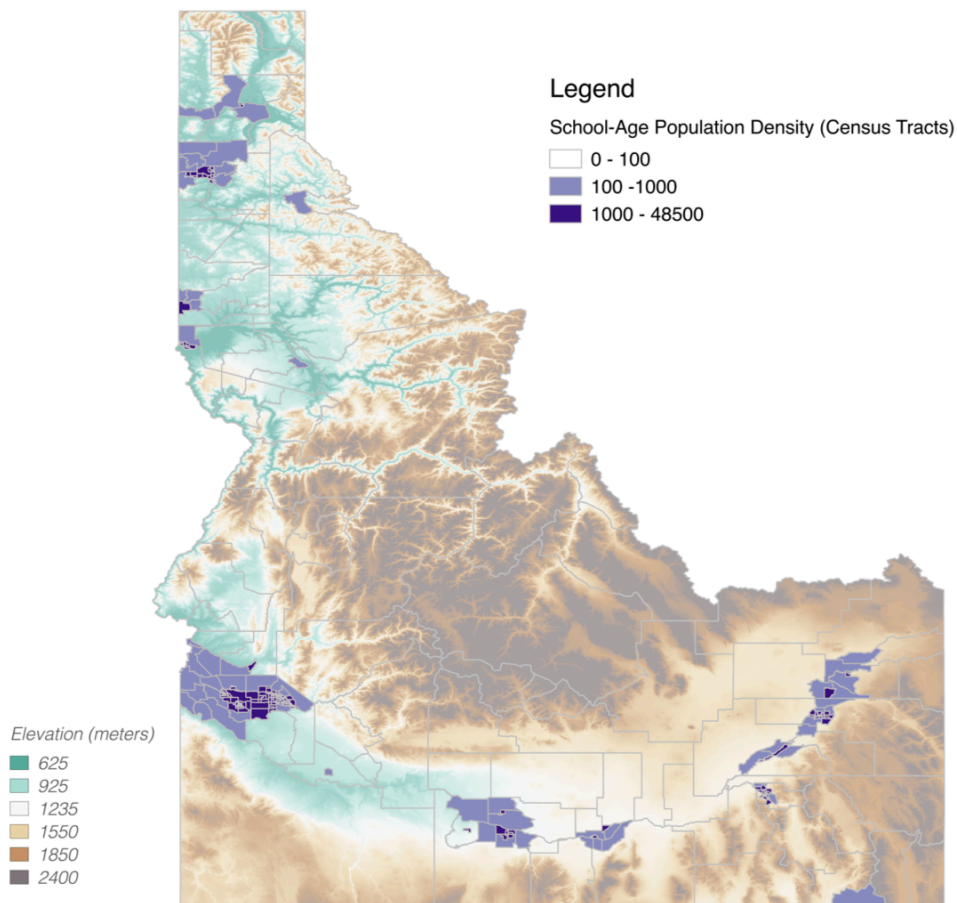 Legend
School-Age Population Density (Census Tracts)
0 - 100
100 -1000
1000 - 48500
Elevation (meters)
625
925
1235
1550
1850
2400